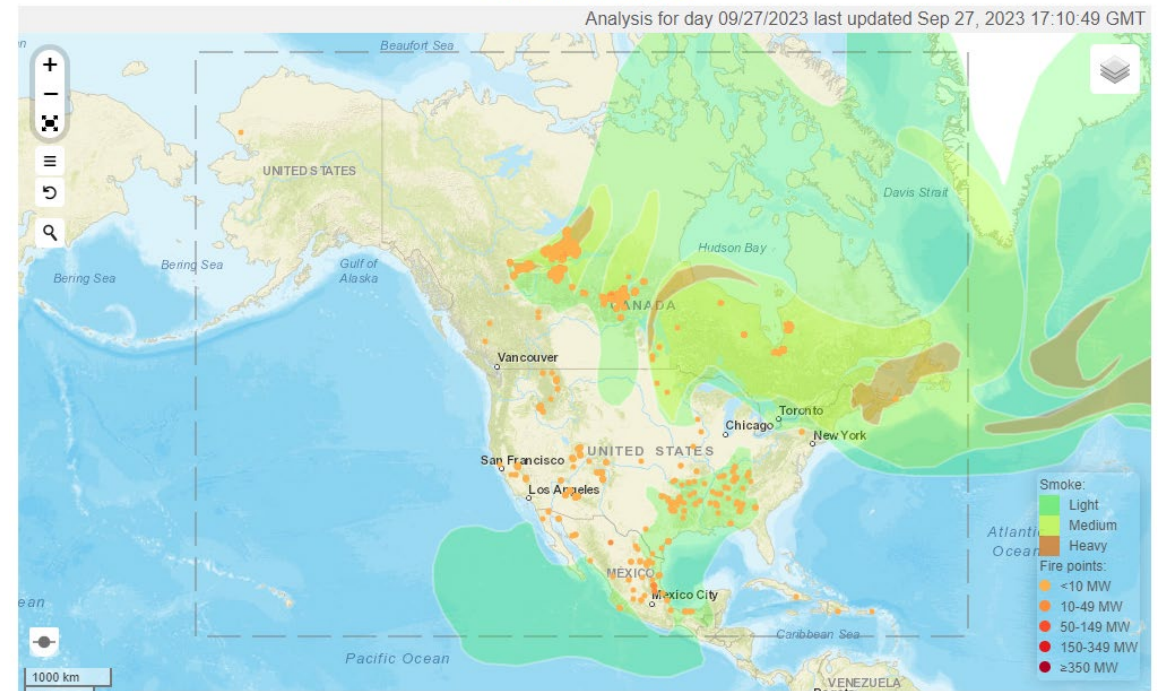 Analysis for day 09/27/2023 last updated Sep 27, 2023 17:10:49 GMT
Beaufort Sea
+
−
UNITED STATES
Davis Strait
Hudson Bay
Bering Sea
Bering Sea
Gulf of
Alaska
CANADA
Vancouver
Toronto
Chicago
New York
UNITED STATES
San Francisco
Los Angeles
Smoke:
Light
Medium
Heavy
Atlantic
Ocean
Fire points:
<10 MW
10-49 MW
50-149 MW
150-349 MW
≥350 MW
MÉXICO
Mexico City
ean
Caribbean Sea
Pacific Ocean
1000 km
VENEZUELA